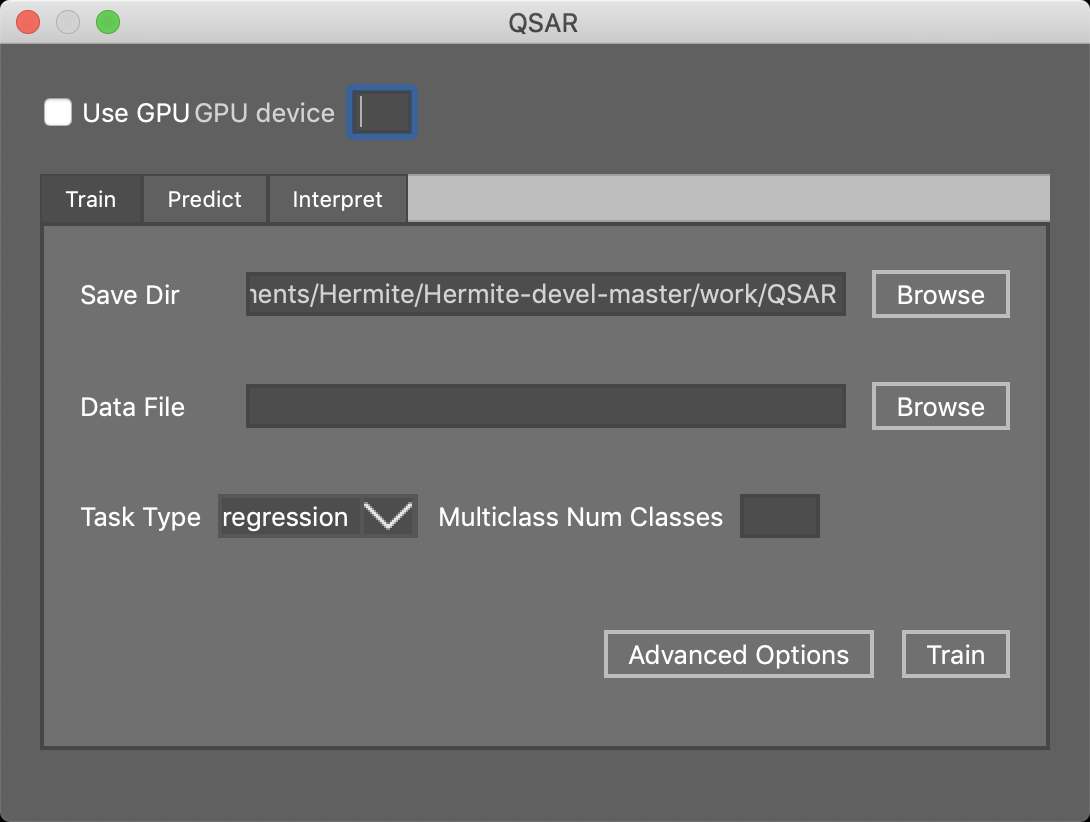 QSAR
Use GPU GPU device
Train Predict Interpret
Save Dir /Hermite/Hermite-devel-master/work/QSAR Browse
Data File Browse
Task Type regression Multiclass Num Classes
Advanced Options Train